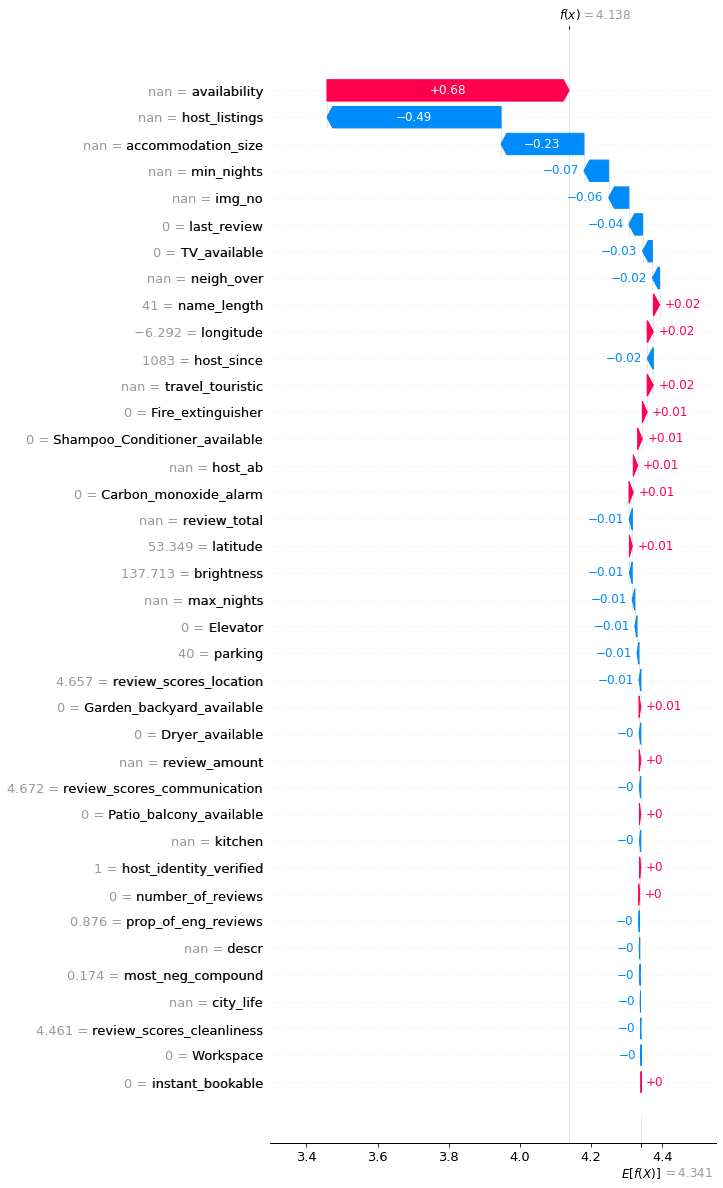 f(x) = 4.138
nan = availability +0.68
nan = host_listings −0.49
nan = accommodation_size −0.23
nan = min_nights −0.07
nan = img_no −0.06
0 = last_review −0.04
0 = TV_available −0.03
nan = neigh_over −0.02
41 = name_length +0.02
−6.292 = longitude +0.02
1083 = host_since −0.02
nan = travel_touristic +0.02
0 = Fire_extinguisher +0.01
0 = Shampoo_Conditioner_available +0.01
nan = host_ab +0.01
0 = Carbon_monoxide_alarm +0.01
nan = review_total −0.01
53.349 = latitude +0.01
137.713 = brightness −0.01
nan = max_nights −0.01
0 = Elevator −0.01
40 = parking −0.01
4.657 = review_scores_location −0.01
0 = Garden_backyard_available +0.01
0 = Dryer_available −0
nan = review_amount +0
4.672 = review_scores_communication −0
0 = Patio_balcony_available +0
nan = kitchen −0
1 = host_identity_verified +0
0 = number_of_reviews +0
0.876 = prop_of_eng_reviews −0
nan = descr −0
0.174 = most_neg_compound −0
nan = city_life −0
4.461 = review_scores_cleanliness −0
0 = Workspace −0
0 = instant_bookable +0
3.4 3.6 3.8 4.0 4.2 4.4
E[f(X)] = 4.341